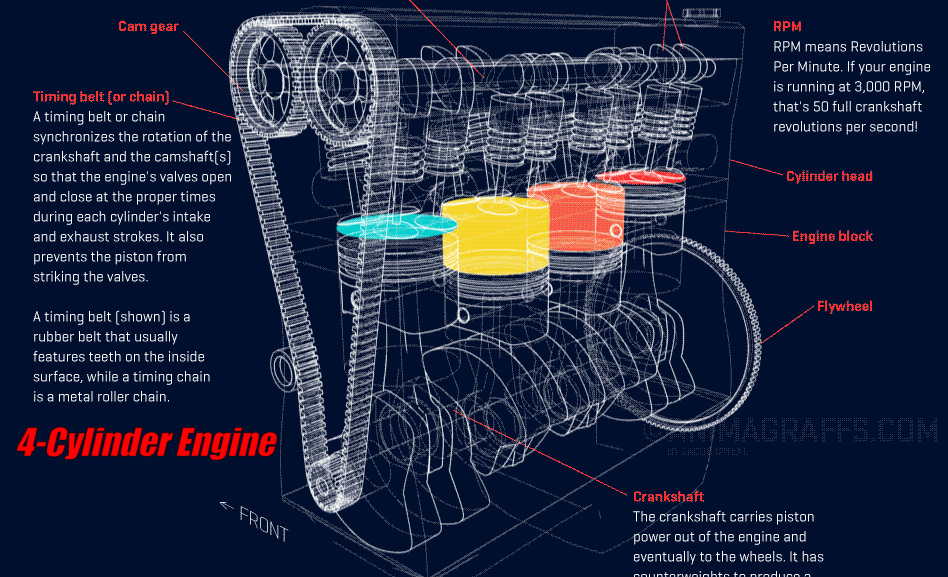 Cam gear
Timing belt (or chain)
A timing belt or chain
synchronizes the rotation of the
crankshaft and the camshaft(s)
so that the engine's valves open
and close at the proper times
during each cylinder's intake
and exhaust strokes. It also
prevents the piston from
striking the valves.
A timing belt (shown) is a
rubber belt that usually
features teeth on the inside
surface, while a timing chain
is a metal roller chain.
4-Cylinder Engine
FRONT
RPM
RPM means Revolutions
Per Minute. If your engine
is running at 3,000 RPM,
that's 50 full crankshaft
revolutions per second!
Cylinder head
Engine block
Flywheel
MAGRAFFS.COM
Crankshaft
The crankshaft carries piston
power out of the engine and
eventually to the wheels. It has
counterweights to produce a